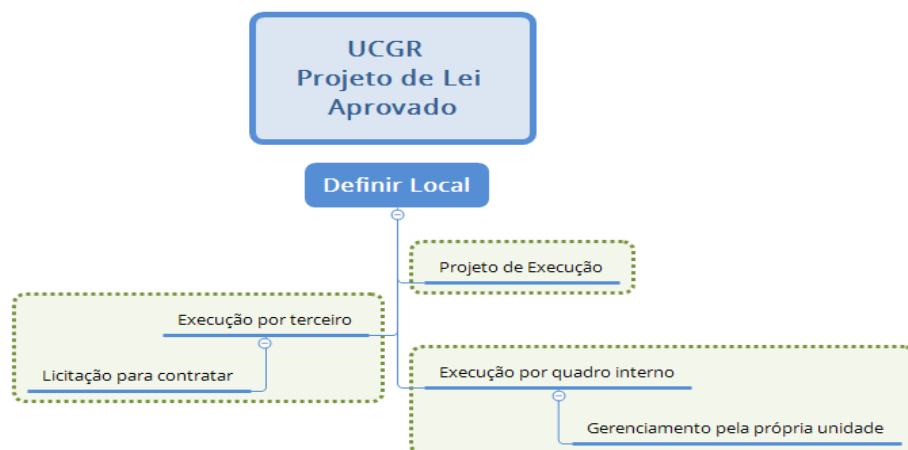 UCGR
Projeto de Lei
Aprovado
Definir Local
Projeto de Execução
Execução por terceiro
Licitação para contratar
Execução por quadro interno
Gerenciamento pela própria unidade